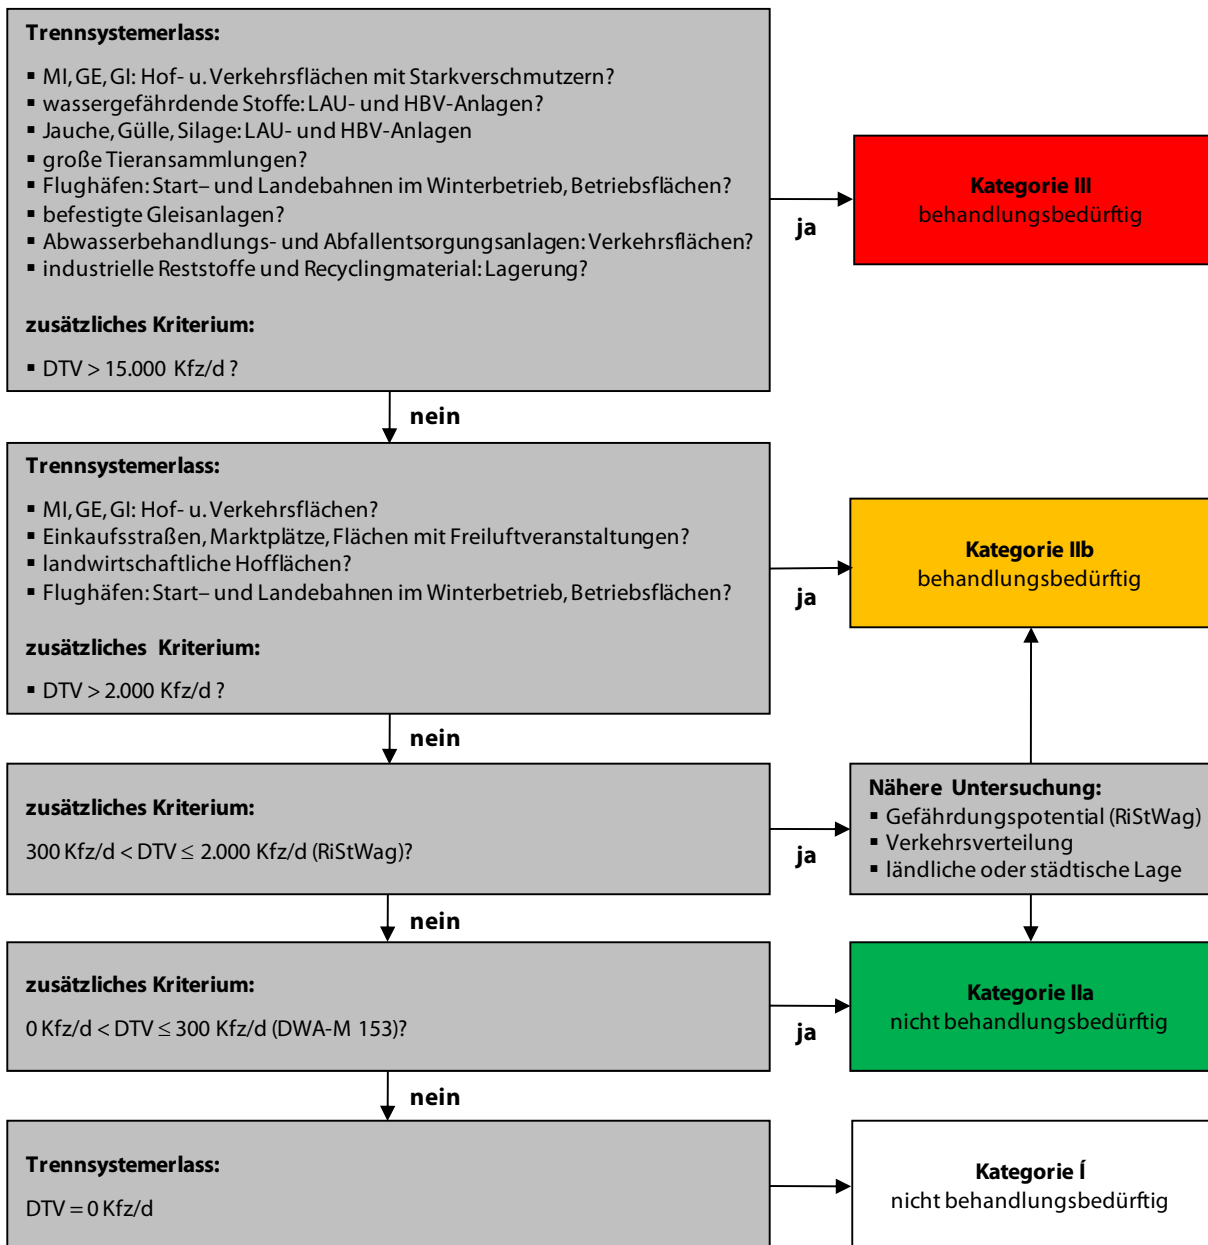 Trennsystemerlass:
▪ MI, GE, GI: Hof- u. Verkehrsflächen mit Starkverschmutzern?
▪ wassergefährdende Stoffe: LAU- und HBV-Anlagen?
▪ Jauche, Gülle, Silage: LAU- und HBV-Anlagen
▪ große Tieransammlungen?
▪ Flughäfen: Start– und Landebahnen im Winterbetrieb, Betriebsflächen?
▪ befestigte Gleisanlagen?
▪ Abwasserbehandlungs- und Abfallentsorgungsanlagen: Verkehrsflächen?
▪ industrielle Reststoffe und Recyclingmaterial: Lagerung?
zusätzliches Kriterium:
▪ DTV > 15.000 Kfz/d ?
ja
Kategorie III
behandlungsbedürftig
nein
Trennsystemerlass:
▪ MI, GE, GI: Hof- u. Verkehrsflächen?
▪ Einkaufsstraßen, Marktplätze, Flächen mit Freiluftveranstaltungen?
▪ landwirtschaftliche Hofflächen?
▪ Flughäfen: Start– und Landebahnen im Winterbetrieb, Betriebsflächen?
zusätzliches Kriterium:
▪ DTV > 2.000 Kfz/d ?
ja
Kategorie IIb
behandlungsbedürftig
nein
zusätzliches Kriterium:
300 Kfz/d < DTV ≤ 2.000 Kfz/d (RiStWag)?
ja
Nähere Untersuchung:
▪ Gefährdungspotential (RiStWag)
▪ Verkehrsverteilung
▪ ländliche oder städtische Lage
nein
zusätzliches Kriterium:
0 Kfz/d < DTV ≤ 300 Kfz/d (DWA-M 153)?
ja
Kategorie IIa
nicht behandlungsbedürftig
nein
Trennsystemerlass:
DTV = 0 Kfz/d
Kategorie Í
nicht behandlungsbedürftig